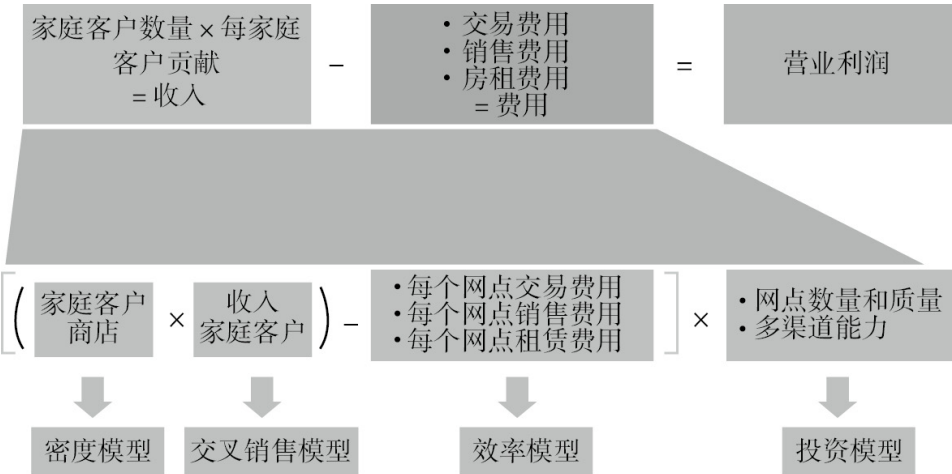 家庭客户数量×每家庭
客户贡献
=收入
−
·交易费用
·销售费用
·房租费用
=费用
=
营业利润
[(
家庭客户
商店
×
收入
家庭客户
)−
·每个网点交易费用
·每个网点销售费用
·每个网点租赁费用
]
×
·网点数量和质量
·多渠道能力
密度模型
交叉销售模型
效率模型
投资模型